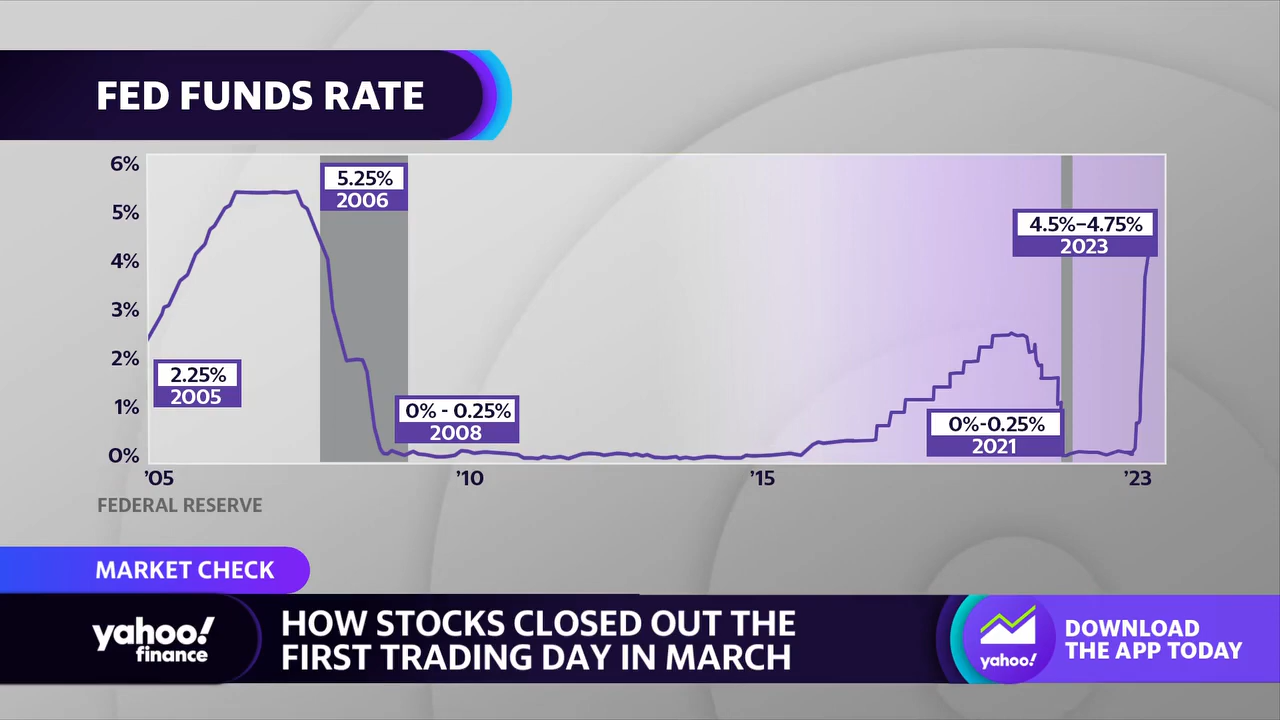 FED FUNDS RATE
6%
5%
4%
3%
2%
1%
0%
5.25%
2006
4.5%–4.75%
2023
2.25%
2005
0% - 0.25%
2008
0%-0.25%
2021
’05
’10
’15
’23
FEDERAL RESERVE
MARKET CHECK
yahoo!
finance
HOW STOCKS CLOSED OUT THE
FIRST TRADING DAY IN MARCH
yahoo!
DOWNLOAD
THE APP TODAY